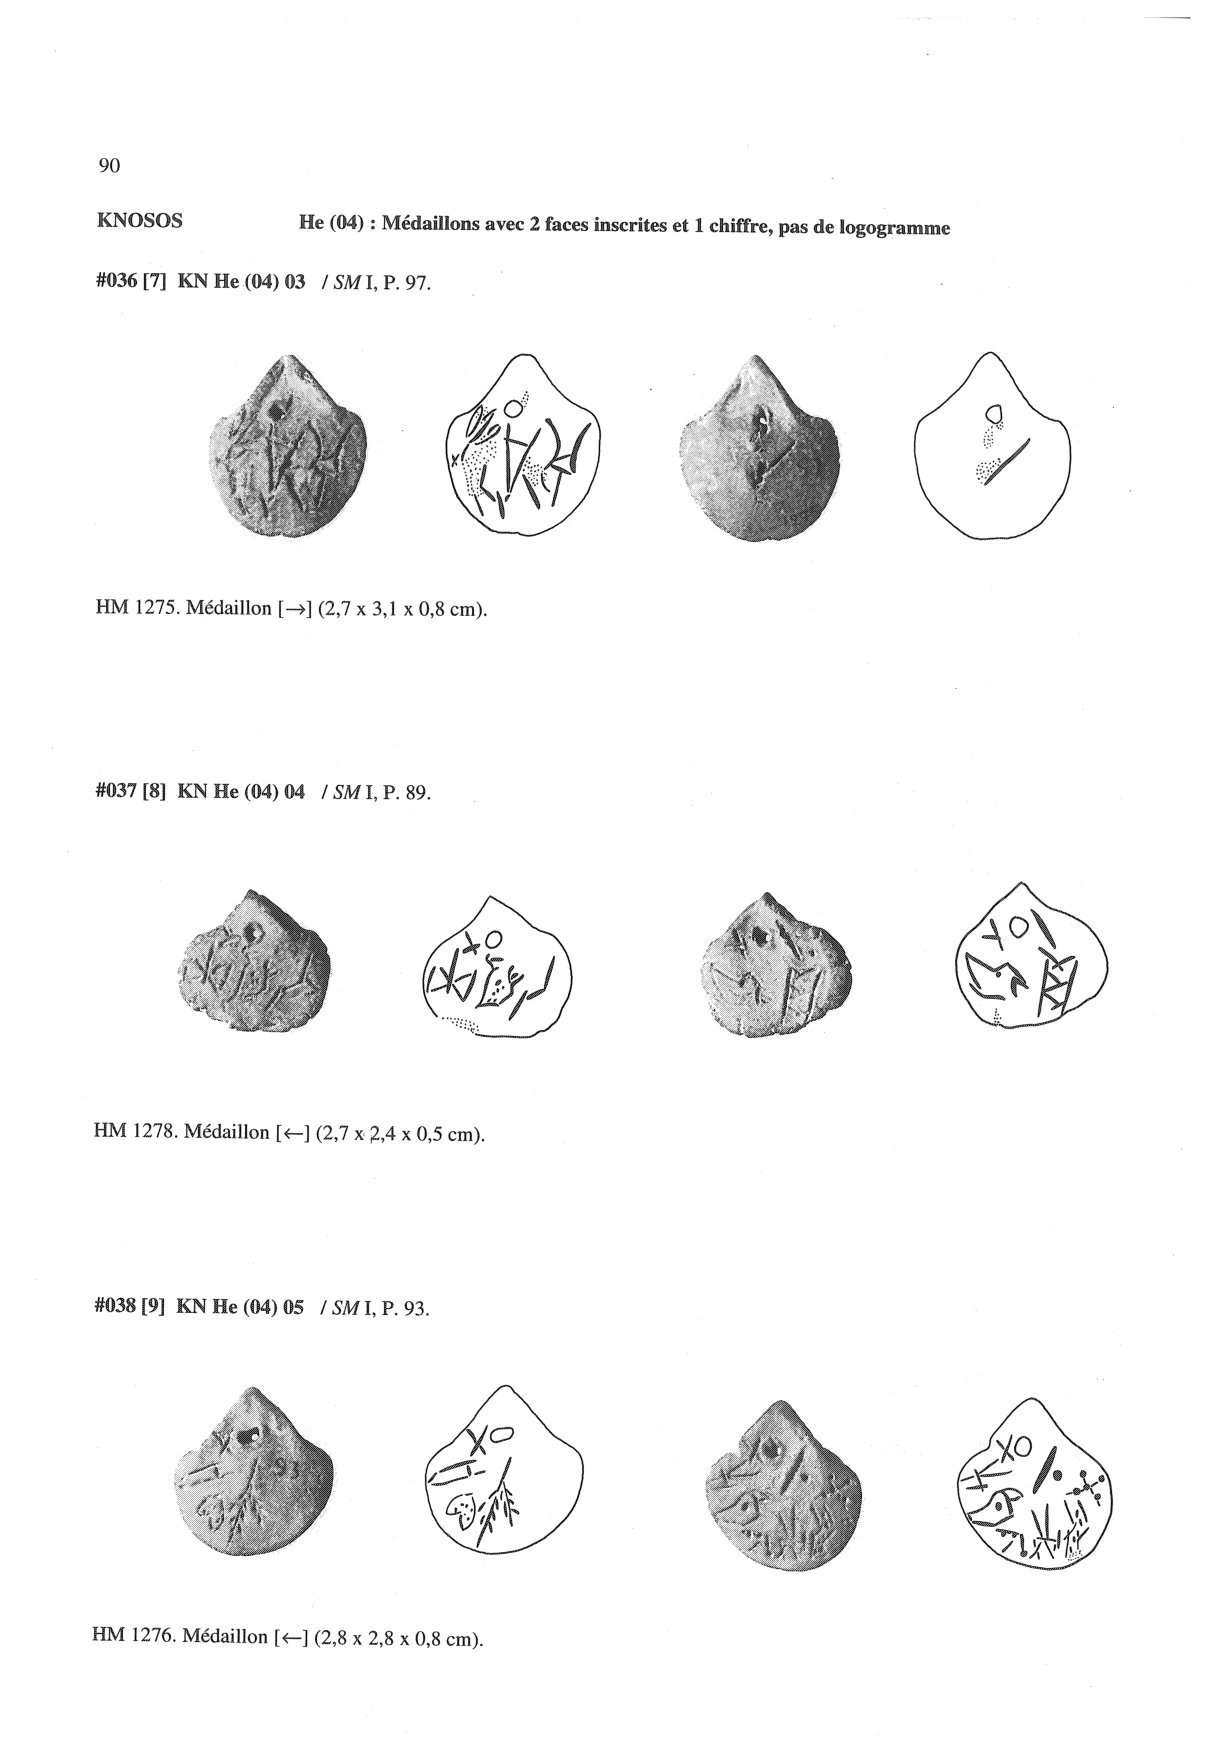 90
KNOSOS He (04) : Médaillons avec 2 faces inscrites et 1 chiffre, pas de logogramme
#036 [7] KN He (04) 03 / SM I, P. 97.
HM 1275. Médaillon [→] (2,7 x 3,1 x 0,8 cm).
#037 [8] KN He (04) 04 / SM I, P. 89.
HM 1278. Médaillon [←] (2,7 x 2,4 x 0,5 cm).
#038 [9] KN He (04) 05 / SM I, P. 93.
93
HM 1276. Médaillon [←] (2,8 x 2,8 x 0,8 cm).